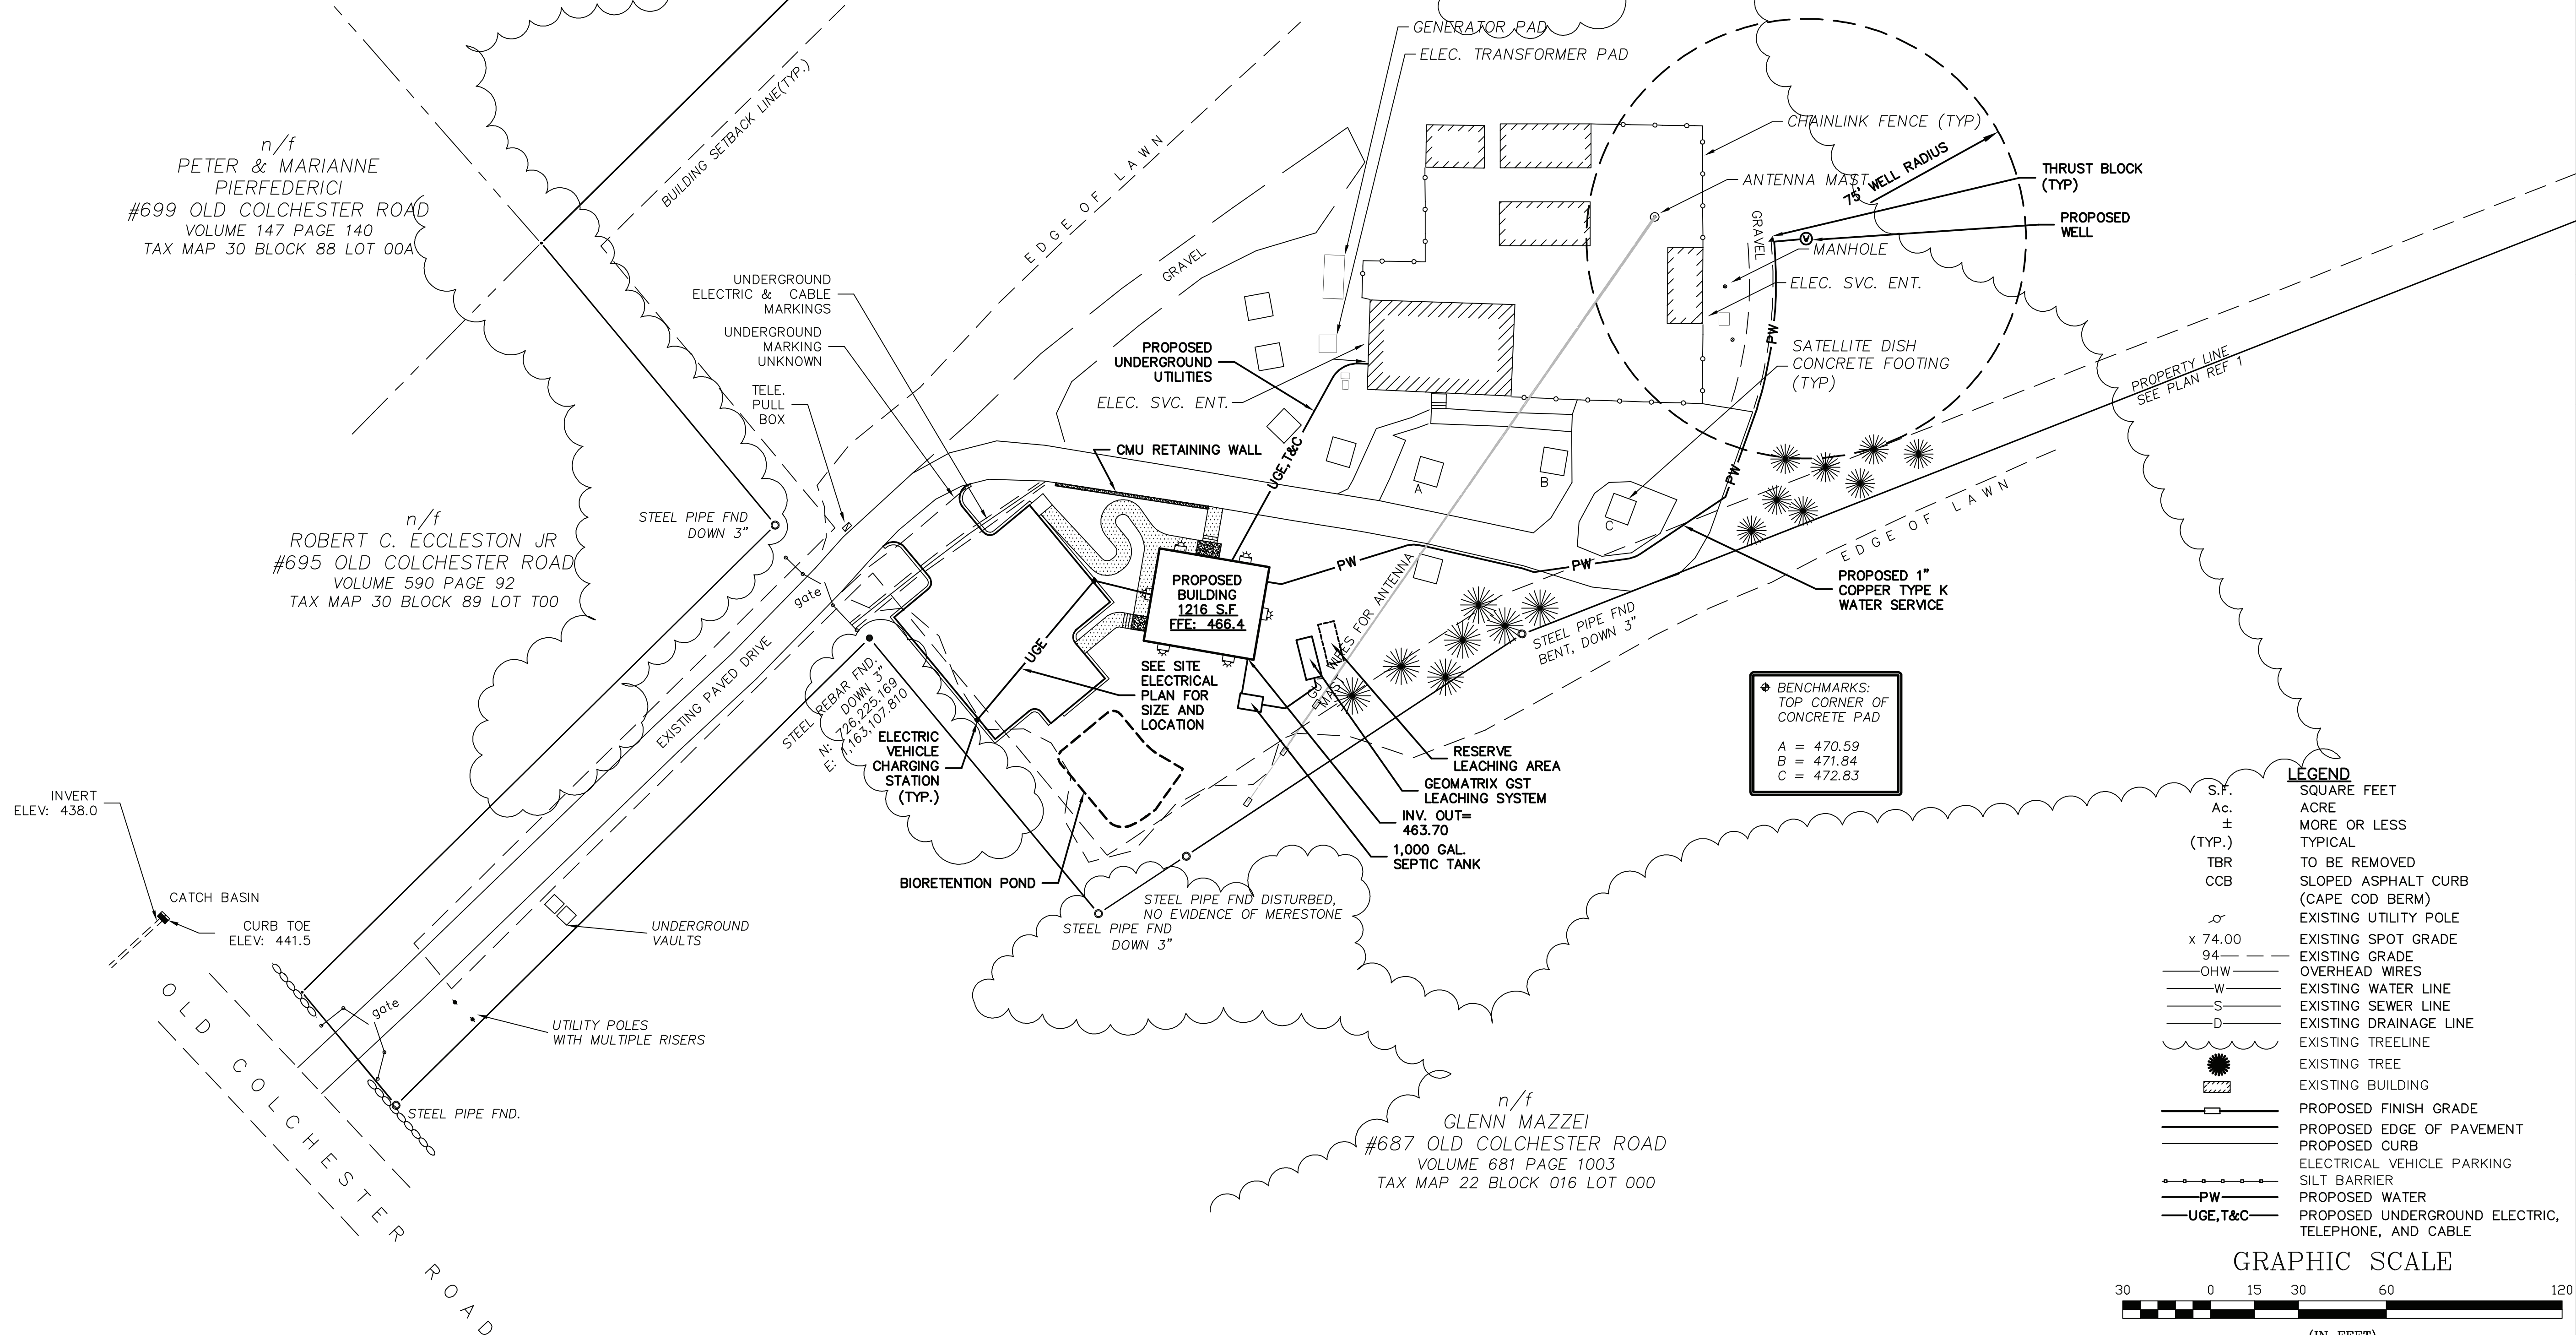 n/f
PETER & MARIANNE
PIERFEDERICI
#699 OLD COLCHESTER ROAD
VOLUME 147 PAGE 140
TAX MAP 30 BLOCK 88 LOT 00A
BUILDING SETBACK LINE(TYP.)
EDGE OF LAWN
GRAVEL
GENERATOR PAD
ELEC. TRANSFORMER PAD
CHAINLINK FENCE (TYP)
ANTENNA MAST
75' WELL RADIUS
THRUST BLOCK
(TYP)
PROPOSED
WELL
GRAVEL
MANHOLE
ELEC. SVC. ENT.
PW
SATELLITE DISH
CONCRETE FOOTING
(TYP)
PROPERTY LINE
SEE PLAN REF 1
UNDERGROUND
ELECTRIC & CABLE
MARKINGS
UNDERGROUND
MARKING
UNKNOWN
TELE.
PULL
BOX
PROPOSED
UNDERGROUND
UTILITIES
ELEC. SVC. ENT.
CMU RETAINING WALL
UGE,T&C
A
B
C
PW
EDGE OF LAWN
n/f
ROBERT C. ECCLESTON JR
#695 OLD COLCHESTER ROAD
VOLUME 590 PAGE 92
TAX MAP 30 BLOCK 89 LOT T00
STEEL PIPE FND
DOWN 3"
gate
EXISTING PAVED DRIVE
PROPOSED
BUILDING
1216 S.F
FFE: 466.4
PW
PW
PROPOSED 1"
COPPER TYPE K
WATER SERVICE
STEEL PIPE FND
BENT, DOWN 3"
GUY WIRES FOR ANTENNA
MAST
UGE
SEE SITE
ELECTRICAL
PLAN FOR
SIZE AND
LOCATION
STEEL REBAR FND.
DOWN 3"
N: 726,225.169
E: 1,163,107.810
ELECTRIC
VEHICLE
CHARGING
STATION
(TYP.)
BIORETENTION POND
RESERVE
LEACHING AREA
GEOMATRIX GST
LEACHING SYSTEM
INV. OUT=
463.70
1,000 GAL.
SEPTIC TANK
BENCHMARKS:
TOP CORNER OF
CONCRETE PAD
A = 470.59
B = 471.84
C = 472.83
INVERT
ELEV: 438.0
CATCH BASIN
CURB TOE
ELEV: 441.5
UNDERGROUND
VAULTS
STEEL PIPE FND DISTURBED,
NO EVIDENCE OF MERESTONE
STEEL PIPE FND
DOWN 3"
gate
UTILITY POLES
WITH MULTIPLE RISERS
STEEL PIPE FND.
OLD COLCHESTER ROAD
n/f
GLENN MAZZEI
#687 OLD COLCHESTER ROAD
VOLUME 681 PAGE 1003
TAX MAP 22 BLOCK 016 LOT 000
LEGEND
S.F. SQUARE FEET
Ac. ACRE
± MORE OR LESS
(TYP.) TYPICAL
TBR TO BE REMOVED
CCB SLOPED ASPHALT CURB
(CAPE COD BERM)
EXISTING UTILITY POLE
x 74.00 EXISTING SPOT GRADE
94 EXISTING GRADE
OHW OVERHEAD WIRES
W EXISTING WATER LINE
S EXISTING SEWER LINE
D EXISTING DRAINAGE LINE
EXISTING TREELINE
EXISTING TREE
EXISTING BUILDING
PROPOSED FINISH GRADE
PROPOSED EDGE OF PAVEMENT
PROPOSED CURB
ELECTRICAL VEHICLE PARKING
SILT BARRIER
PW PROPOSED WATER
UGE,T&C PROPOSED UNDERGROUND ELECTRIC,
TELEPHONE, AND CABLE
GRAPHIC SCALE
30 0 15 30 60 120
(IN FEET)